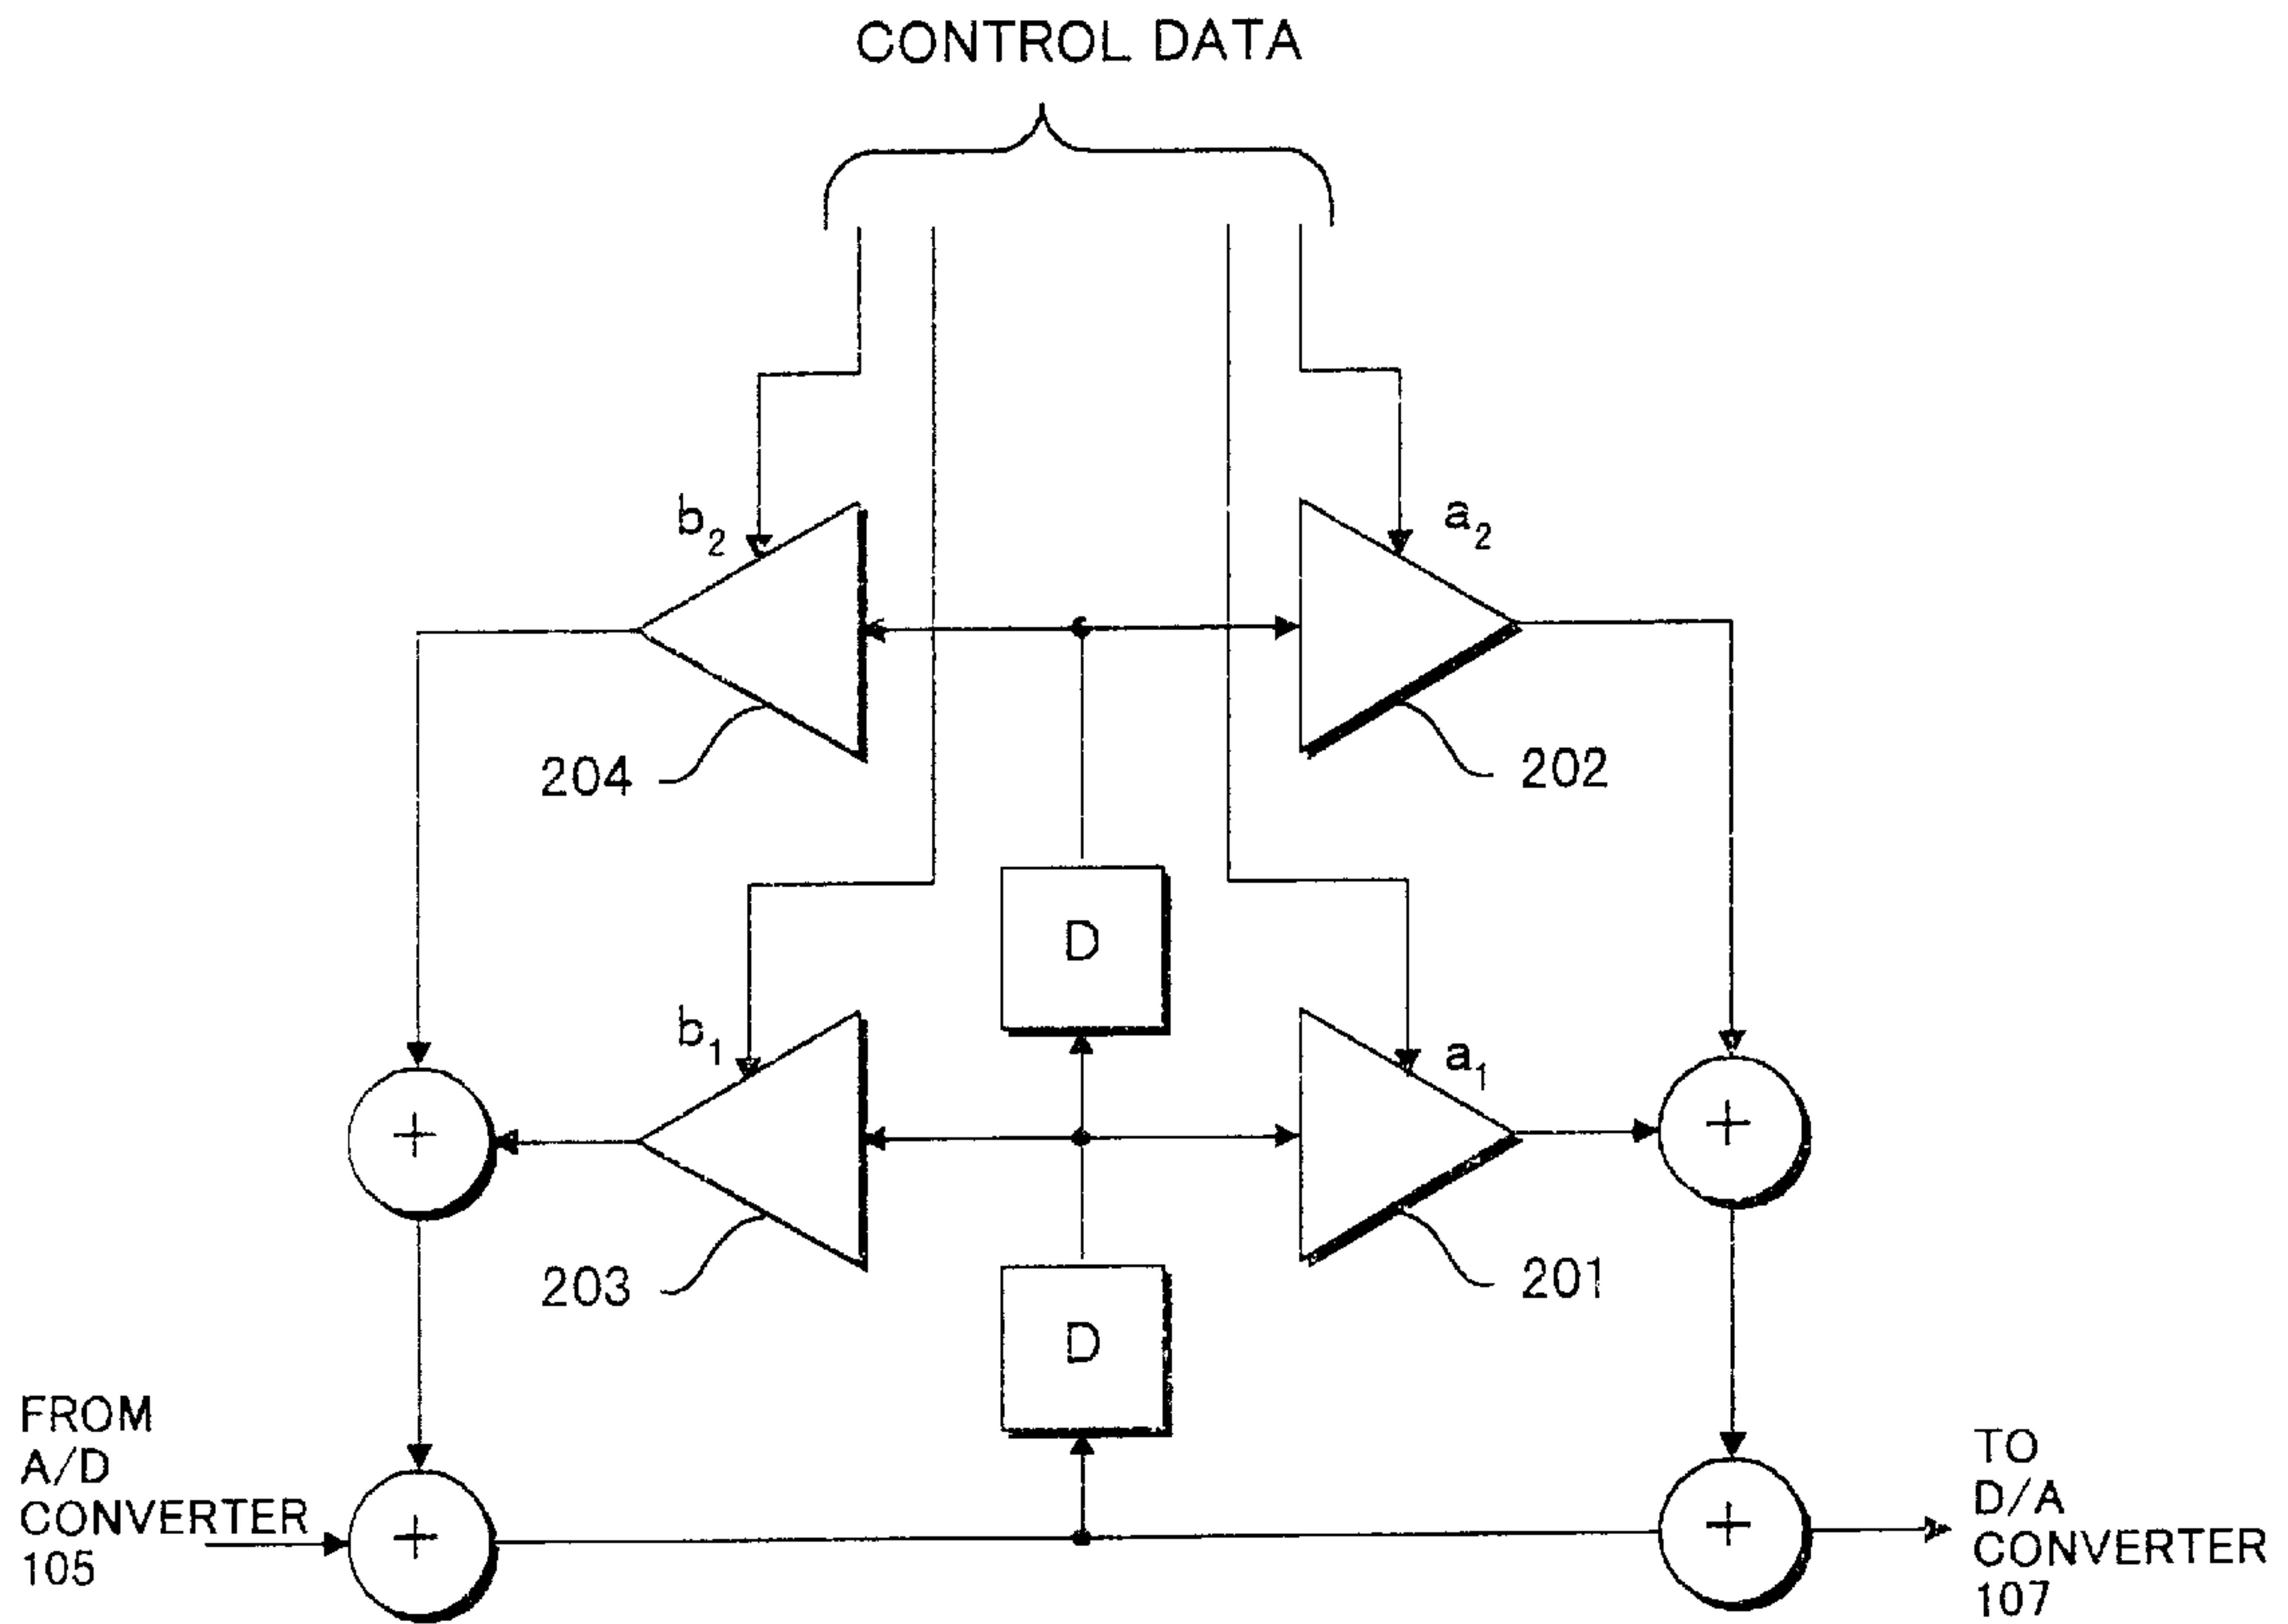 CONTROL DATA
b2
a2
204
202
D
b1
a1
+
+
203
201
D
FROM
A/D
CONVERTER
105
+
+
TO
D/A
CONVERTER
107